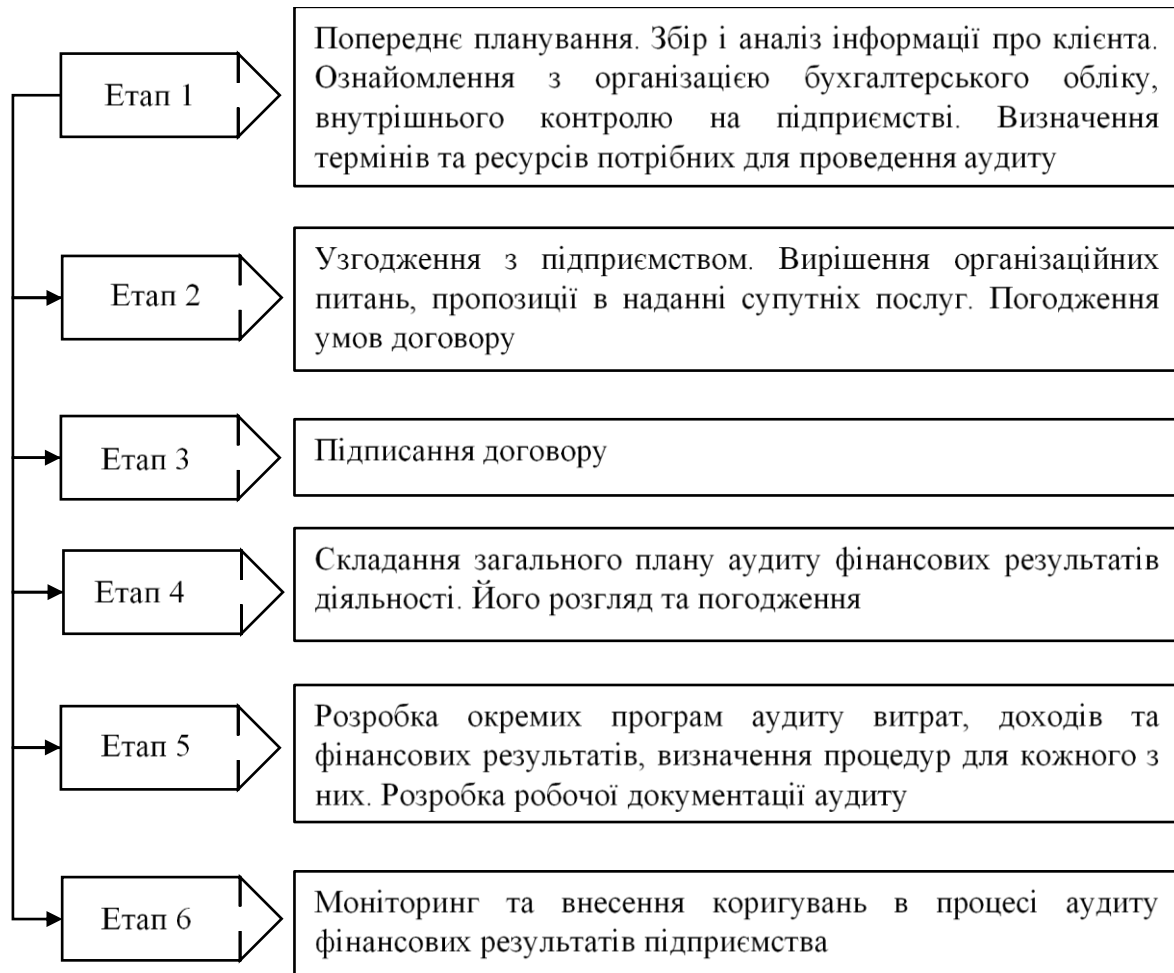 Етап 1
Попереднє планування. Збір і аналіз інформації про клієнта.
Ознайомлення з організацією бухгалтерського обліку,
внутрішнього контролю на підприємстві. Визначення
термінів та ресурсів потрібних для проведення аудиту
Етап 2
Узгодження з підприємством. Вирішення організаційних
питань, пропозиції в наданні супутніх послуг. Погодження
умов договору
Етап 3
Підписання договору
Етап 4
Складання загального плану аудиту фінансових результатів
діяльності. Його розгляд та погодження
Етап 5
Розробка окремих програм аудиту витрат, доходів та
фінансових результатів, визначення процедур для кожного з
них. Розробка робочої документації аудиту
Етап 6
Моніторинг та внесення коригувань в процесі аудиту
фінансових результатів підприємства